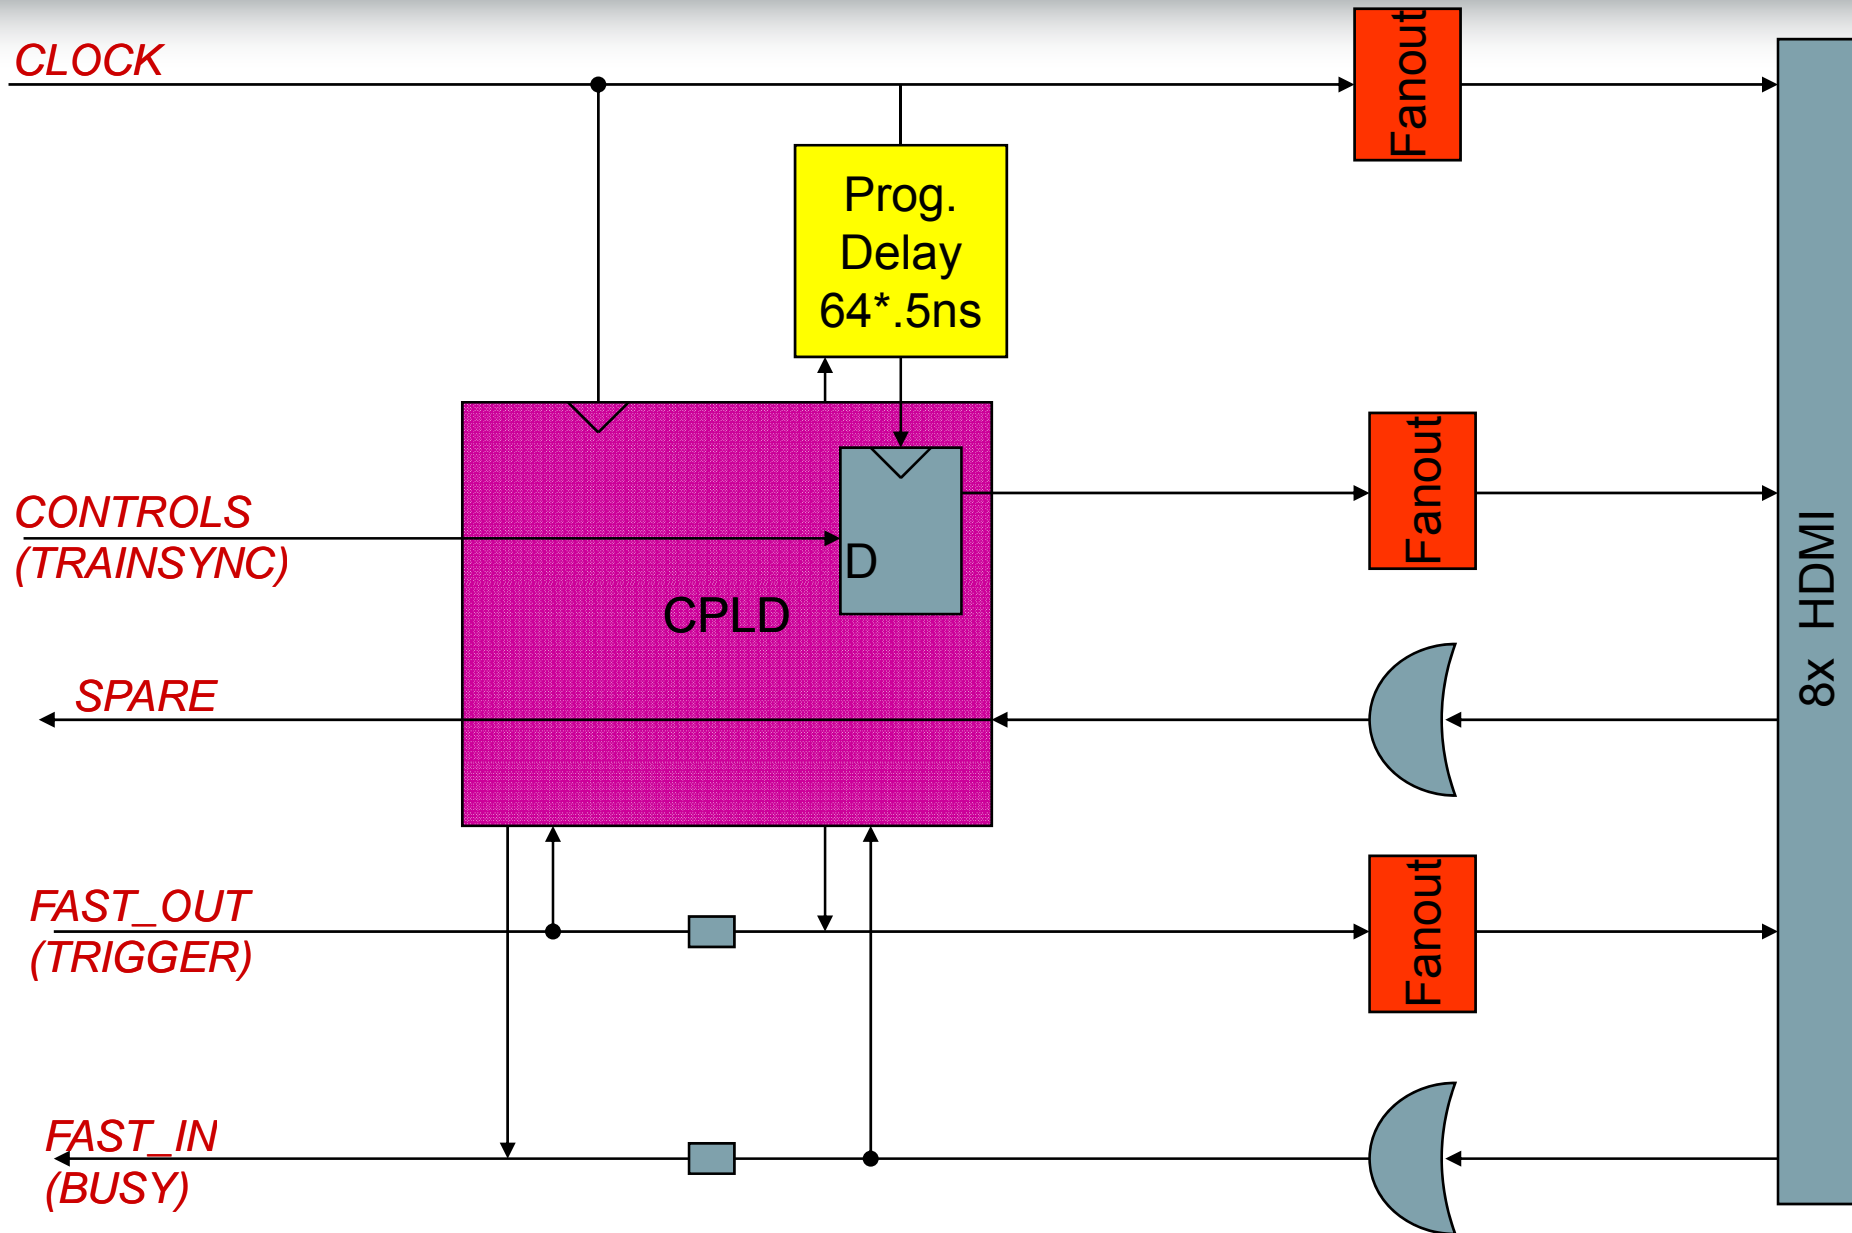 CLOCK
Fanout
Prog.
Delay
64*.5ns
CONTROLS
(TRAINSYNC)
D
CPLD
Fanout
8x HDMI
SPARE
FAST_OUT
(TRIGGER)
Fanout
FAST_IN
(BUSY)